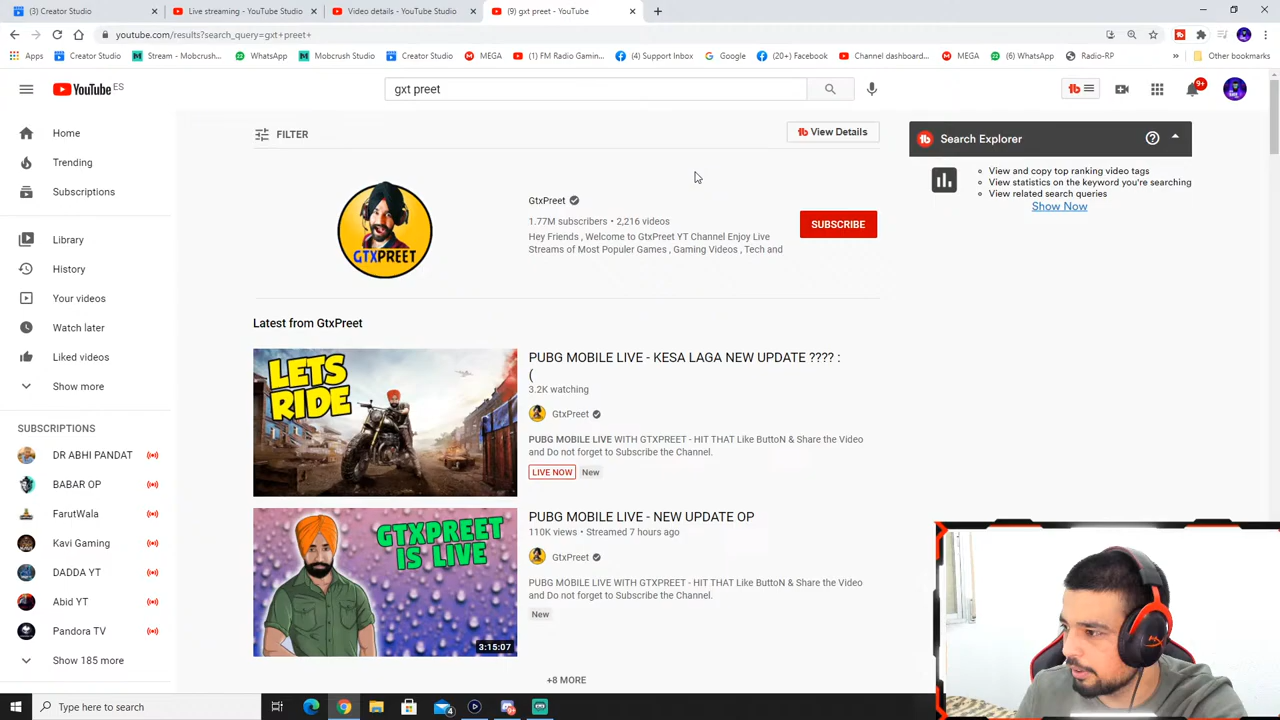 (3) Creator Studio
Live streaming - YouTube Studio
Video details - YouTube Studio
(9) gxt preet - YouTube
youtube.com/results?search_query=gxt+preet+
Apps
Creator Studio
Stream - Mobcrush...
WhatsApp
Mobcrush Studio
Creator Studio
MEGA
(1) FM Radio Gamin...
(4) Support Inbox
Google
(20+) Facebook
Channel dashboard...
MEGA
(6) WhatsApp
Radio-RP
»
Other bookmarks
YouTube ES
gxt preet
9+
Home
Trending
Subscriptions
Library
History
Your videos
Watch later
Liked videos
Show more
SUBSCRIPTIONS
DR ABHI PANDAT
BABAR OP
FarutWala
Kavi Gaming
DADDA YT
Abid YT
Pandora TV
Show 185 more
FILTER
View Details
GTXPREET
GtxPreet
1.77M subscribers • 2,216 videos
Hey Friends , Welcome to GtxPreet YT Channel Enjoy Live
Streams of Most Populer Games , Gaming Videos , Tech and
SUBSCRIBE
Latest from GtxPreet
LETS
RIDE
PUBG MOBILE LIVE - KESA LAGA NEW UPDATE ???? :
(
3.2K watching
GtxPreet
PUBG MOBILE LIVE WITH GTXPREET - HIT THAT Like ButtoN & Share the Video
and Do not forget to Subscribe the Channel.
LIVE NOW
New
GTXPREET
IS LIVE
3:15:07
PUBG MOBILE LIVE - NEW UPDATE OP
110K views • Streamed 7 hours ago
GtxPreet
PUBG MOBILE LIVE WITH GTXPREET - HIT THAT Like ButtoN & Share the Video
and Do not forget to Subscribe the Channel.
New
+8 MORE
Search Explorer
• View and copy top ranking video tags
• View statistics on the keyword you're searching
• View related search queries
Show Now
Type here to search